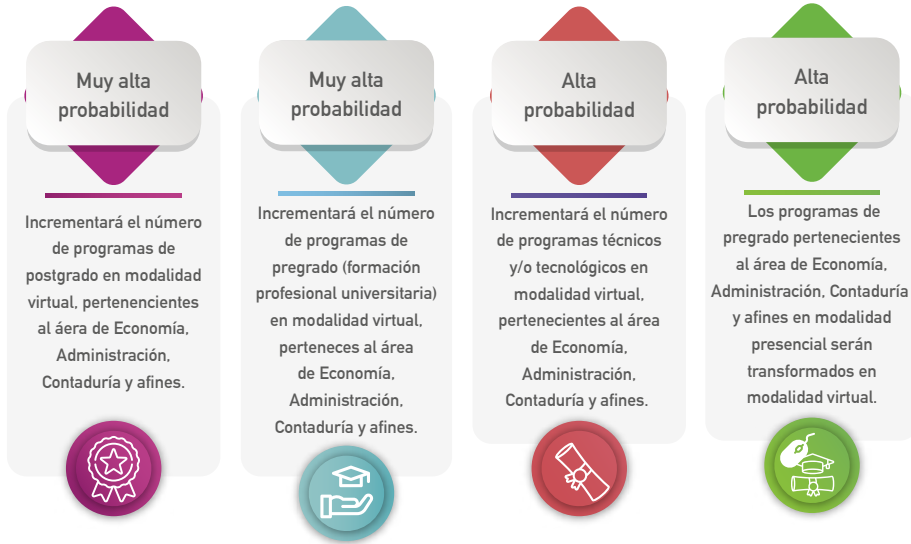 Muy alta
probabilidad
Incrementará el número
de programas de
postgrado en modalidad
virtual, pertenencientes
al áera de Economía,
Administración,
Contaduría y afines.
Muy alta
probabilidad
Incrementará el número
de programas de
pregrado (formación
profesional universitaria)
en modalidad virtual,
perteneces al área
de Economía,
Administración,
Contaduría y afines.
Alta
probabilidad
Incrementará el número
de programas técnicos
y/o tecnológicos en
modalidad virtual,
pertenecientes al área
de Economía,
Administración,
Contaduría y afines.
Alta
probabilidad
Los programas de
pregrado pertenecientes
al área de Economía,
Administración, Contaduría
y afines en modalidad
presencial serán
transformados en
modalidad virtual.